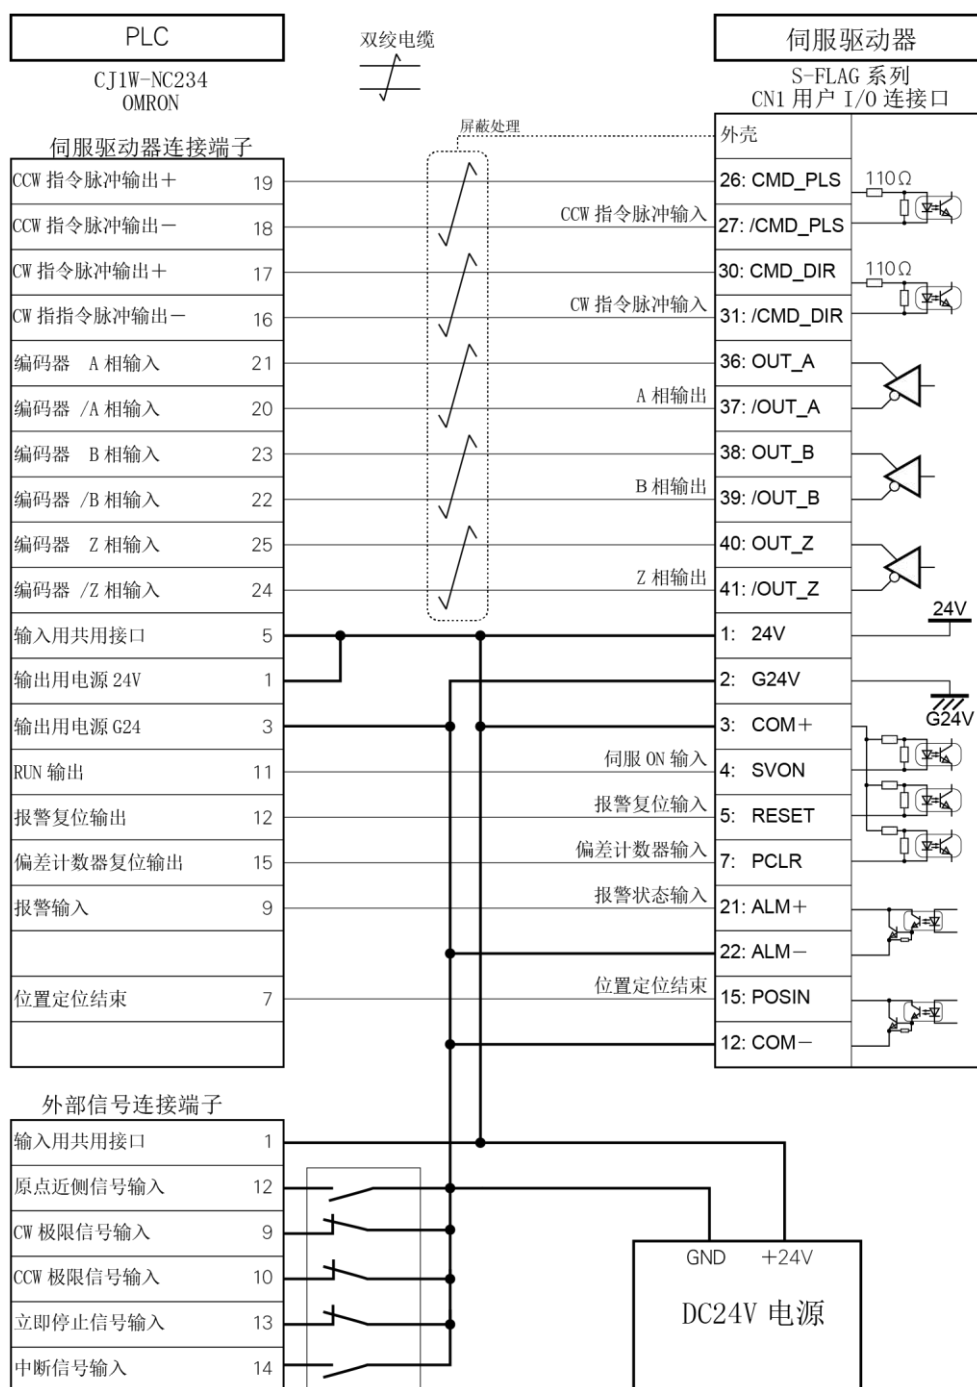 PLC
双绞电缆
伺服驱动器
CJ1W-NC234
OMRON
S-FLAG 系列
CN1 用户 I/O 连接口
伺服驱动器连接端子
屏蔽处理
外壳
CCW 指令脉冲输出＋ 19
26: CMD_PLS
110Ω
CCW 指令脉冲输出－ 18
CCW 指令脉冲输入
27: /CMD_PLS
CW 指令脉冲输出＋ 17
30: CMD_DIR
110Ω
CW 指指令脉冲输出－ 16
CW 指令脉冲输入
31: /CMD_DIR
编码器 A 相输入 21
36: OUT_A
编码器 /A 相输入 20
A 相输出
37: /OUT_A
编码器 B 相输入 23
38: OUT_B
编码器 /B 相输入 22
B 相输出
39: /OUT_B
编码器 Z 相输入 25
40: OUT_Z
编码器 /Z 相输入 24
Z 相输出
41: /OUT_Z
24V
输入用共用接口 5
1: 24V
输出用电源 24V 1
2: G24V
G24V
输出用电源 G24 3
3: COM＋
RUN 输出 11
伺服 ON 输入
4: SVON
报警复位输出 12
报警复位输入
5: RESET
偏差计数器复位输出 15
偏差计数器输入
7: PCLR
报警输入 9
报警状态输入
21: ALM＋
22: ALM－
位置定位结束 7
位置定位结束
15: POSIN
12: COM－
外部信号连接端子
输入用共用接口 1
原点近侧信号输入 12
CW 极限信号输入 9
CCW 极限信号输入 10
立即停止信号输入 13
中断信号输入 14
GND ＋24V
DC24V 电源